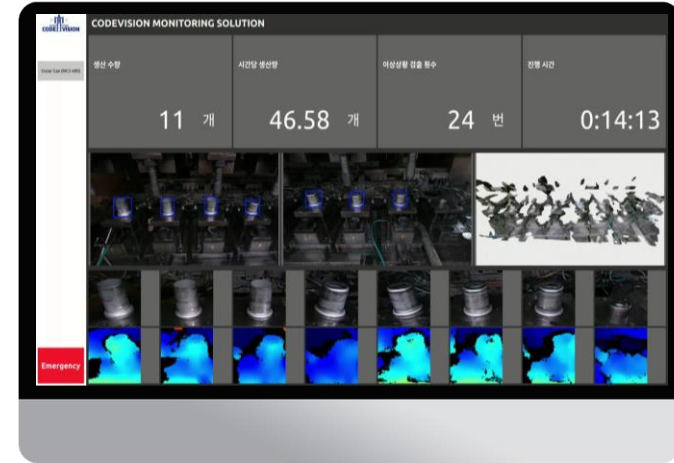 CODEVISION
CODEVISION MONITORING SOLUTION
생산 수량
시간당 생산량
이상상황 검출 횟수
진행 시간
11 개
46.58 개
24 번
0:14:13
Emergency